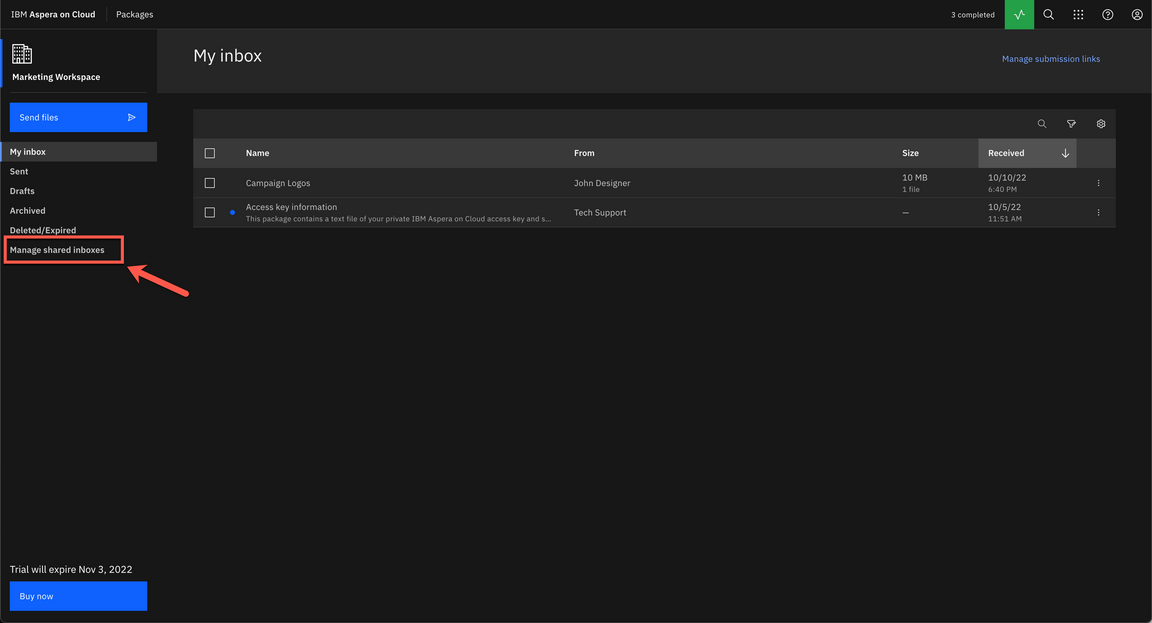 IBM Aspera on Cloud Packages 3 completed
Marketing Workspace
Send files
My inbox
Sent
Drafts
Archived
Deleted/Expired
Manage shared inboxes
Trial will expire Nov 3, 2022
Buy now
My inbox
Manage submission links
Name From Size Received
Campaign Logos John Designer 10 MB 10/10/22
1 file 6:40 PM
Access key information Tech Support — 10/5/22
This package contains a text file of your private IBM Aspera on Cloud access key and s... 11:51 AM